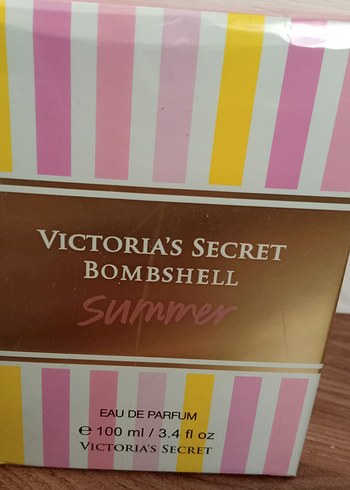 VICTORIA'S SECRET
BOMBSHELL
summer
EAU DE PARFUM
℮ 100 ml / 3.4 fl oz
VICTORIA'S SECRET